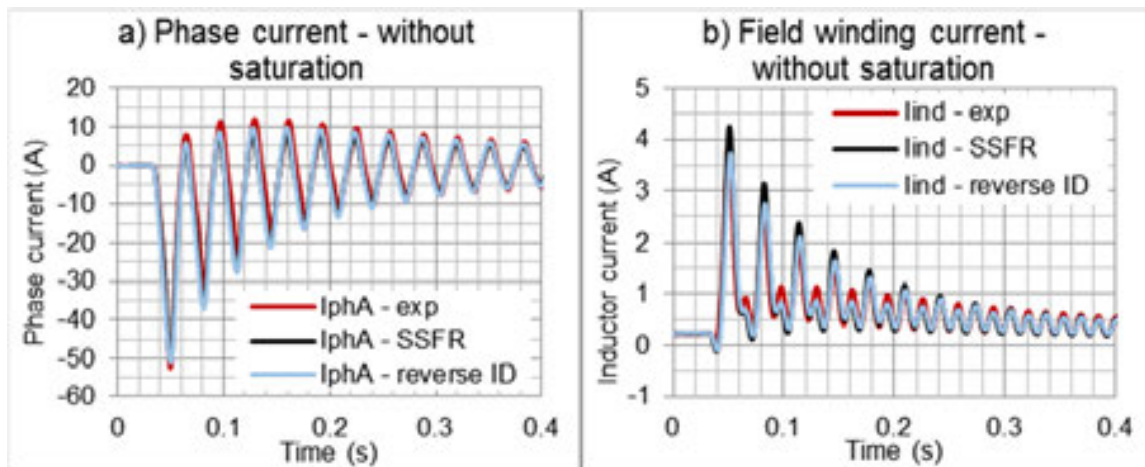 a) Phase current - without
saturation
20
10
0
-10
-20
-30
-40
-50
-60
Phase current (A)
IphA - exp
IphA - SSFR
IphA - reverse ID
0
0.1
0.2
0.3
0.4
Time (s)
b) Field winding current -
without saturation
5
4
3
2
1
0
-1
Inductor current (A)
Iind - exp
Iind - SSFR
Iind - reverse ID
0
0.1
0.2
0.3
0.4
Time (s)